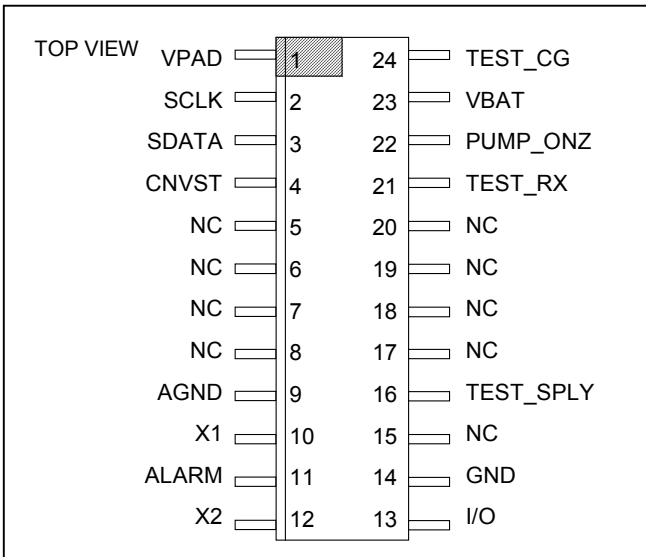 TOP VIEW
VPAD 1 24 TEST_CG
SCLK 2 23 VBAT
SDATA 3 22 PUMP_ONZ
CNVST 4 21 TEST_RX
NC 5 20 NC
NC 6 19 NC
NC 7 18 NC
NC 8 17 NC
AGND 9 16 TEST_SPLY
X1 10 15 NC
ALARM 11 14 GND
X2 12 13 I/O